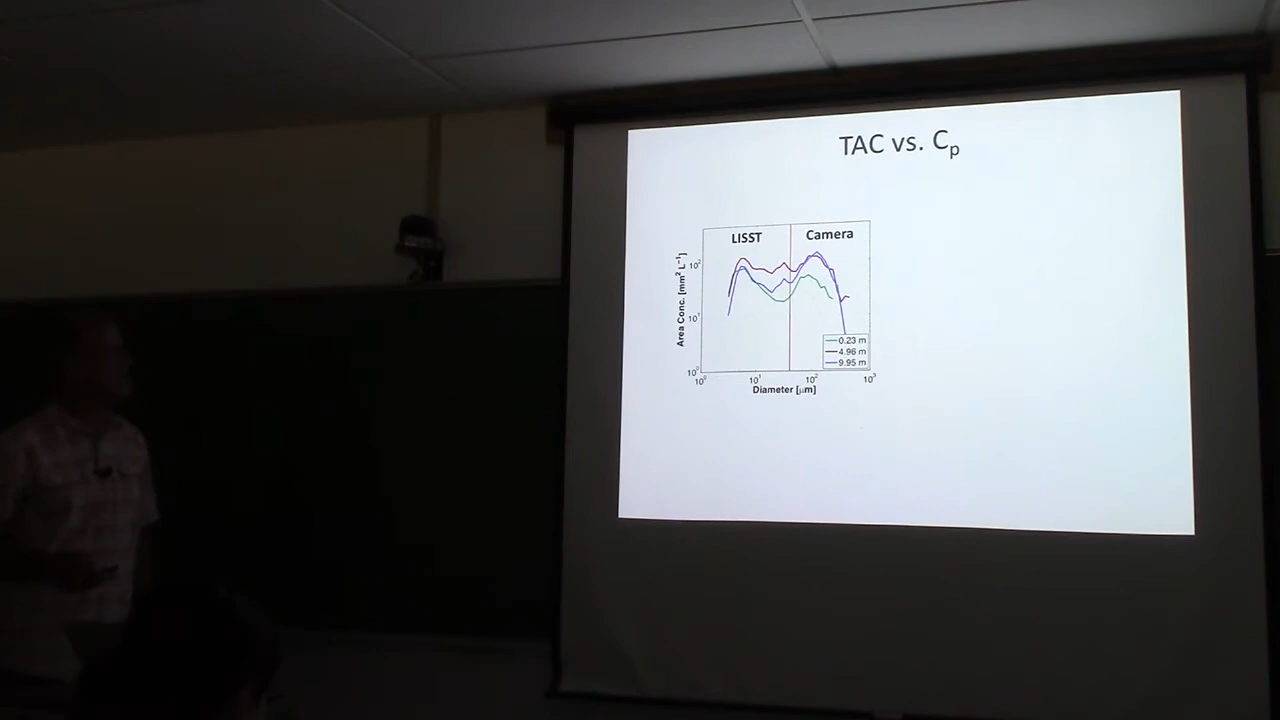 TAC vs. Cp
LISST Camera
Area Conc. [mm² L⁻¹]
10²
10¹
10⁰
0.23 m
4.96 m
9.95 m
10⁰ 10¹ 10² 10³
Diameter [μm]